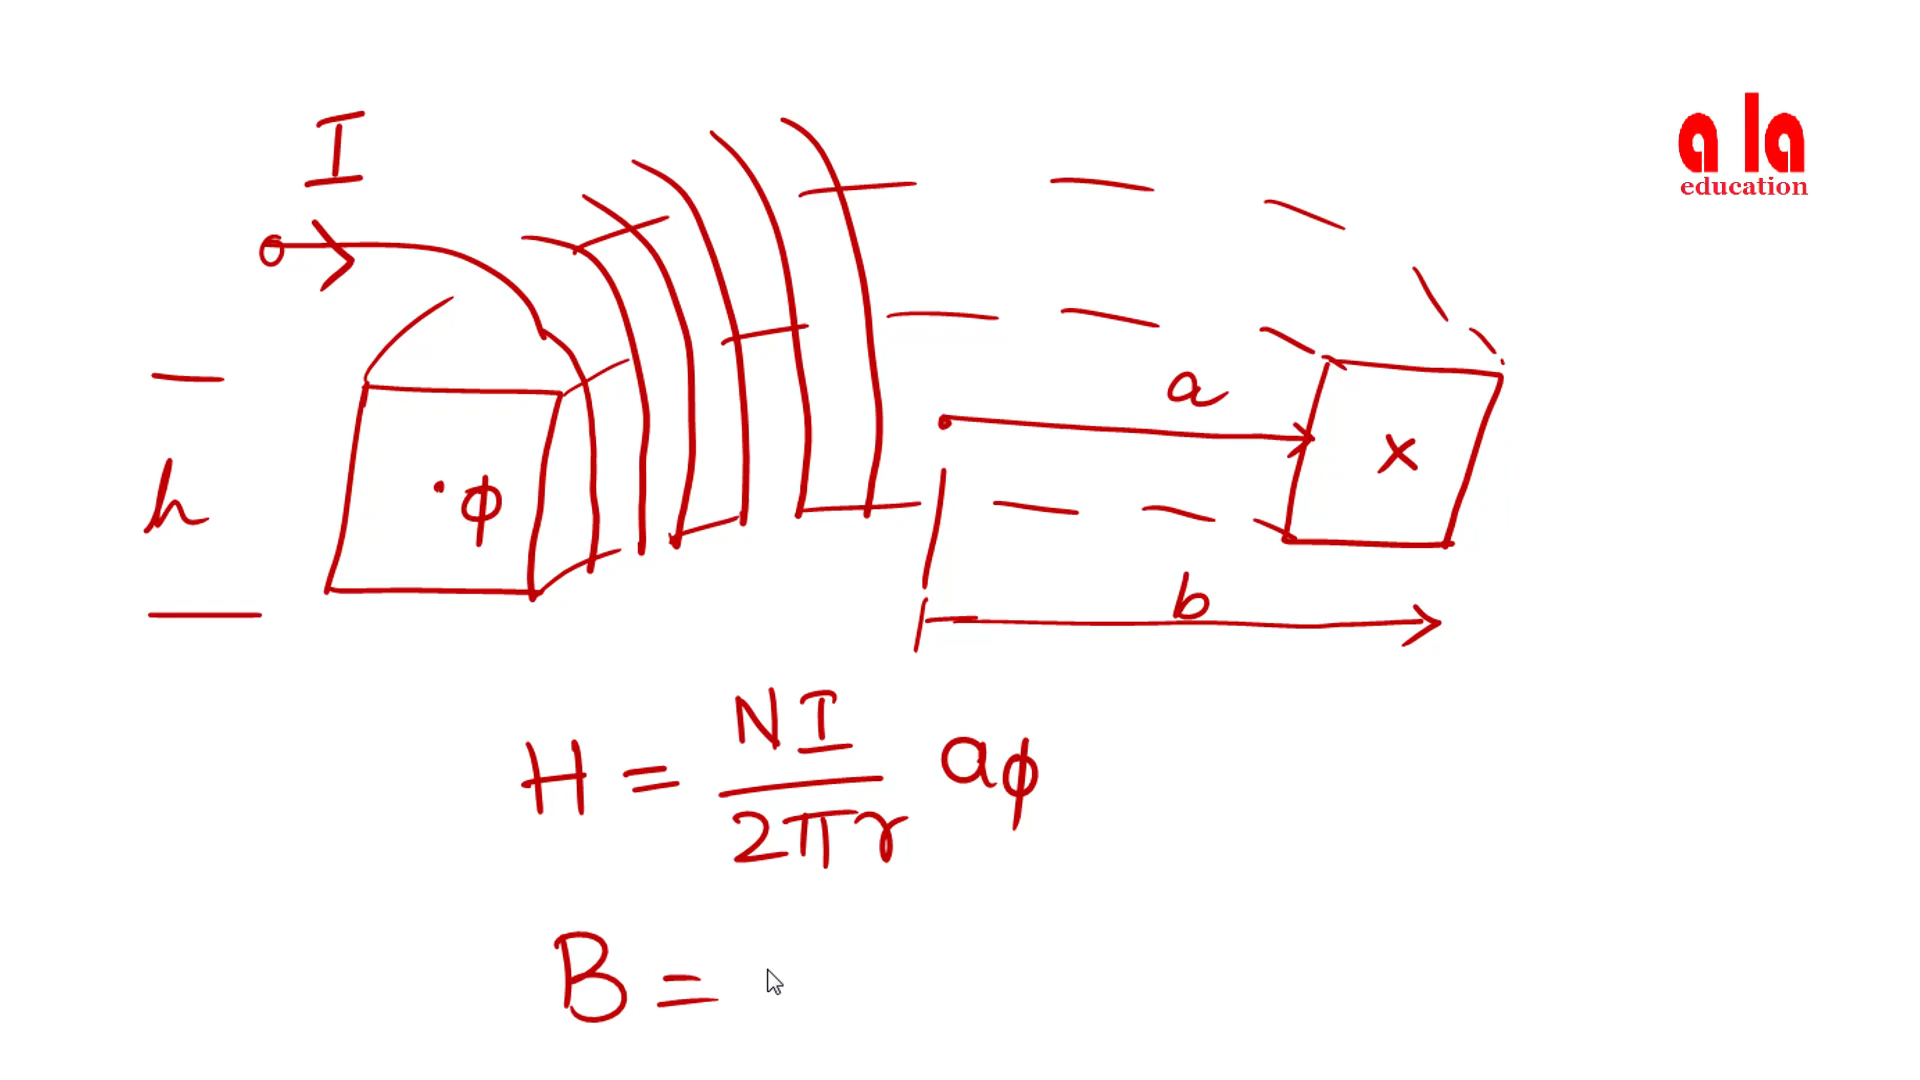 a la
education
I
a
h
φ
x
b
H = NI / 2πr aφ
B =